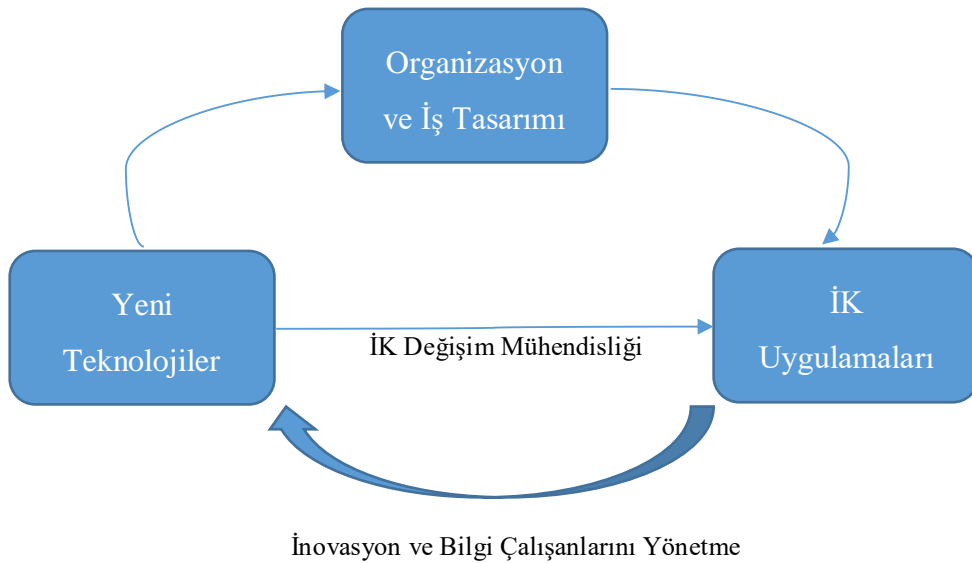 Organizasyon
ve İş Tasarımı
Yeni
Teknolojiler
İK Değişim Mühendisliği
İK
Uygulamaları
İnovasyon ve Bilgi Çalışanlarını Yönetme